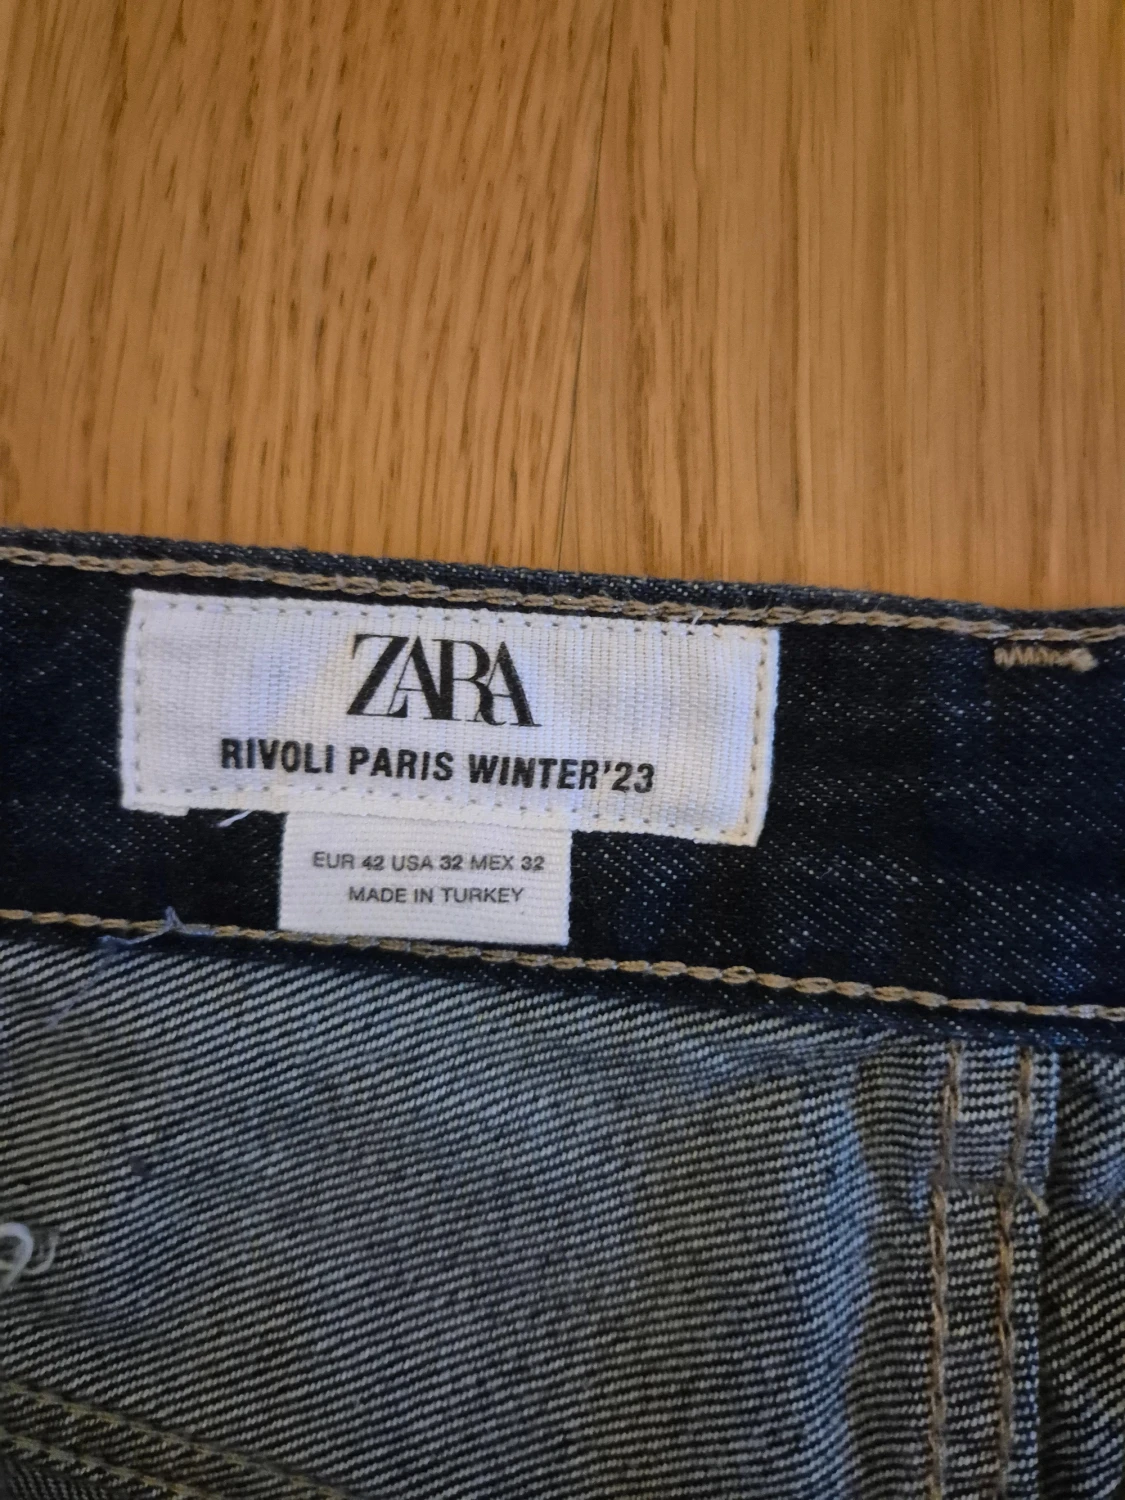 ZARA
RIVOLI PARIS WINTER'23
EUR 42 USA 32 MEX 32
MADE IN TURKEY